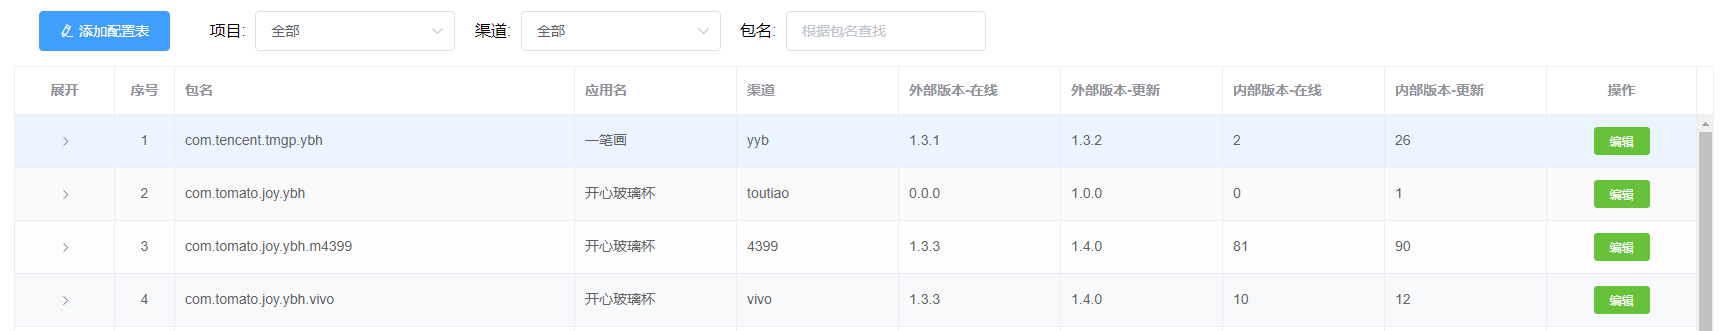 添加配置表 项目: 全部 渠道: 全部 包名: 根据包名查找
展开 序号 包名 应用名 渠道 外部版本-在线 外部版本-更新 内部版本-在线 内部版本-更新 操作
1 com.tencent.tmgp.ybh 一笔画 yyb 1.3.1 1.3.2 2 26 编辑
2 com.tomato.joy.ybh 开心玻璃杯 toutiao 0.0.0 1.0.0 0 1 编辑
3 com.tomato.joy.ybh.m4399 开心玻璃杯 4399 1.3.3 1.4.0 81 90 编辑
4 com.tomato.joy.ybh.vivo 开心玻璃杯 vivo 1.3.3 1.4.0 10 12 编辑